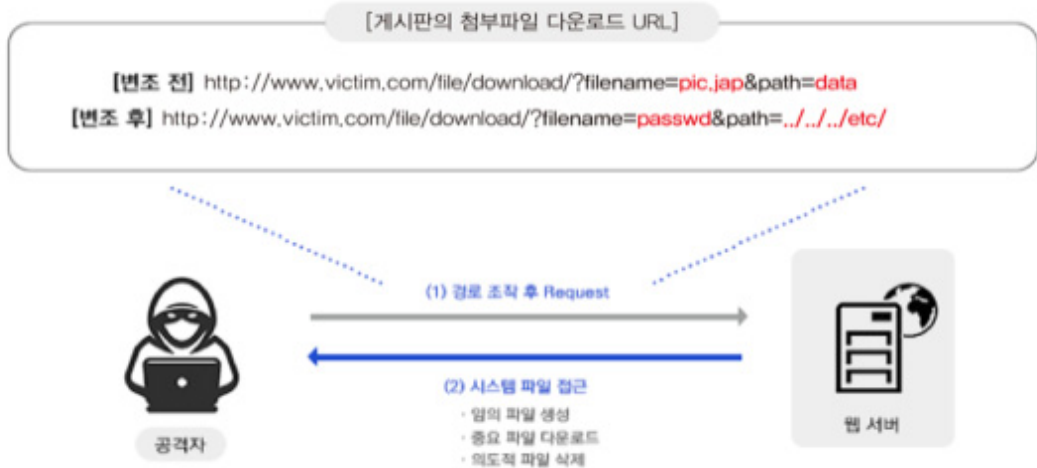 [게시판의 첨부파일 다운로드 URL]
[변조 전] http://www.victim.com/file/download/?filename=pic.jap&path=data
[변조 후] http://www.victim.com/file/download/?filename=passwd&path=../../../etc/
(1) 경로 조작 후 Request
(2) 시스템 파일 접근
· 임의 파일 생성
· 중요 파일 다운로드
· 의도적 파일 삭제
공격자
웹 서버